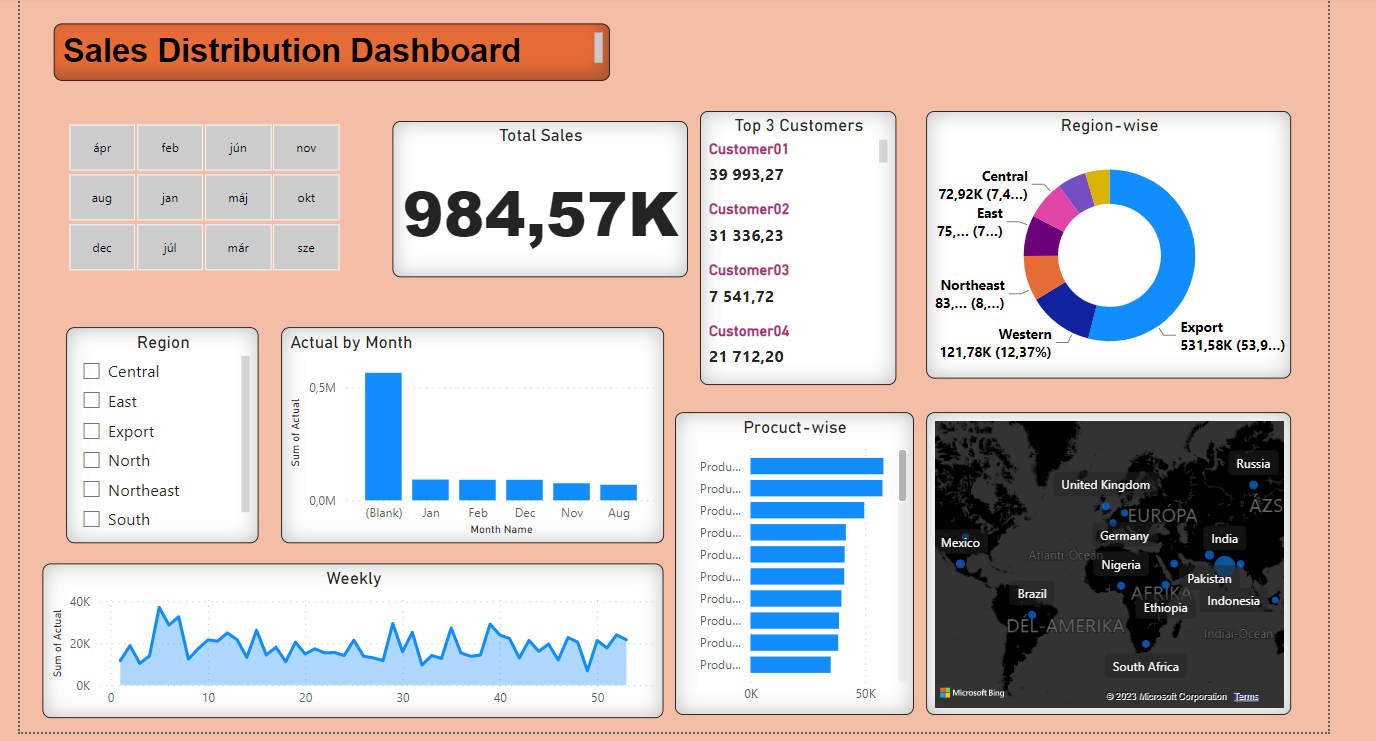 Sales Distribution Dashboard
ápr feb jún nov
aug jan máj okt
dec júl már sze
Total Sales
984,57K
Top 3 Customers
Customer01
39 993,27
Customer02
31 336,23
Customer03
7 541,72
Customer04
21 712,20
Region-wise
Central
72,92K (7,4...)
East
75,... (7...)
Northeast
83,... (8,...)
Western
121,78K (12,37%)
Export
531,58K (53,9...)
Region
Central
East
Export
North
Northeast
South
Actual by Month
Sum of Actual
0,5M
0,0M
(Blank) Jan Feb Dec Nov Aug
Month Name
Weekly
Sum of Actual
40K
20K
0K
0 10 20 30 40 50
Procuct-wise
Produ...
Produ...
Produ...
Produ...
Produ...
Produ...
Produ...
Produ...
Produ...
Produ...
0K 50K
Russia
United Kingdom
ÁZS
EURÓPA
Germany
India
Mexico
Atlanti-Óceán
Nigeria
Pakistan
Brazil
AFRIKA
Ethiopia
Indonesia
DÉL-AMERIKA
Indiai-Óceán
South Africa
Microsoft Bing
© 2023 Microsoft Corporation Terms